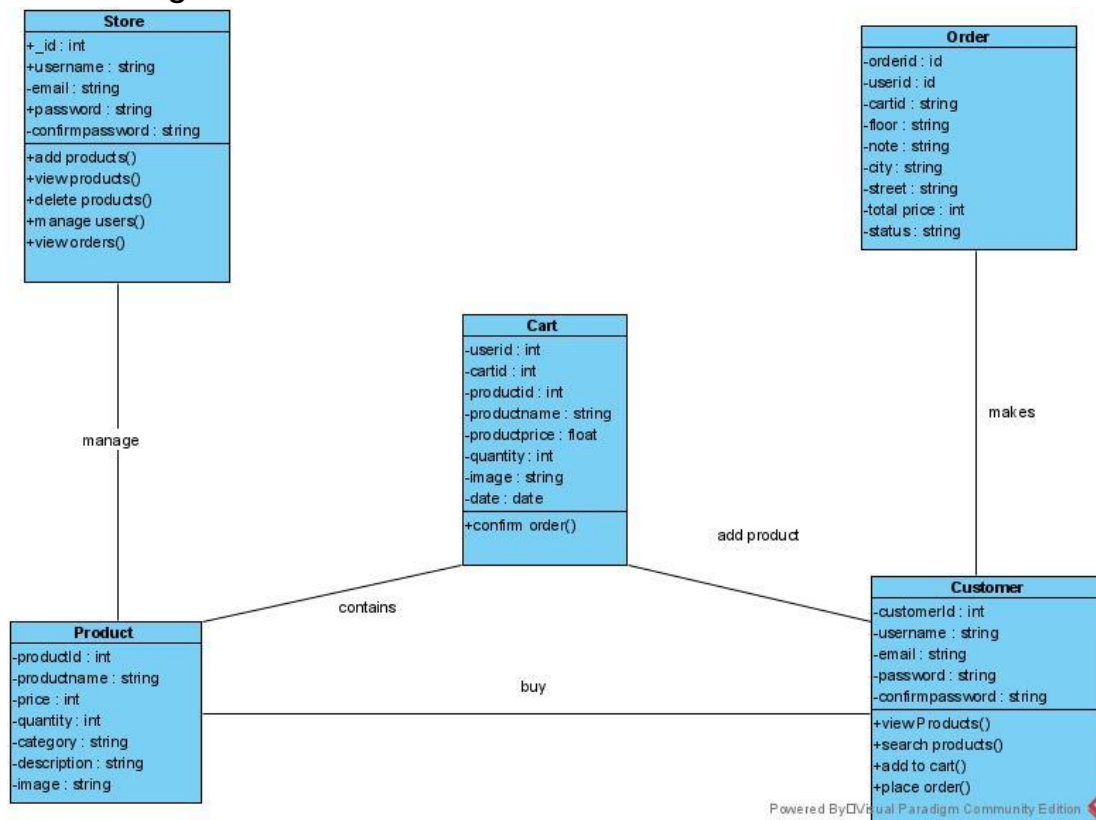 Store
+_id : int
+username : string
-email : string
+password : string
-confirmpassword : string
+add products()
+view products()
+delete products()
+manage users()
+view orders()
Order
-orderid : id
-userid : id
-cartid : string
-floor : string
-note : string
-city : string
-street : string
-total price : int
-status : string
Cart
-userid : int
-cartid : int
-productid : int
-productname : string
-productprice : float
-quantity : int
-image : string
-date : date
+confirm order()
manage
makes
add product
contains
buy
Product
-productId : int
-productname : string
-price : int
-quantity : int
-category : string
-description : string
-image : string
Customer
-customerId : int
-username : string
-email : string
-password : string
-confirmpassword : string
+viewProducts()
+search products()
+add to cart()
+place order()
Powered By Visual Paradigm Community Edition